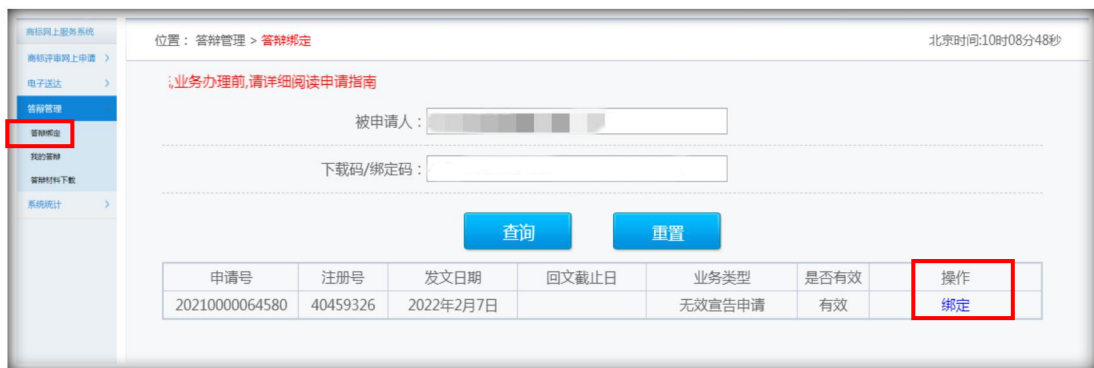 商标网上服务系统
商标评审网上申请
电子送达
答辩管理
答辩绑定
我的答辩
答辩材料下载
系统统计
位置： 答辩管理 > 答辩绑定
北京时间:10时08分48秒
业务办理前,请详细阅读申请指南
被申请人：
下载码/绑定码：
查询 重置
申请号 注册号 发文日期 回文截止日 业务类型 是否有效 操作
20210000064580 40459326 2022年2月7日 无效宣告申请 有效 绑定